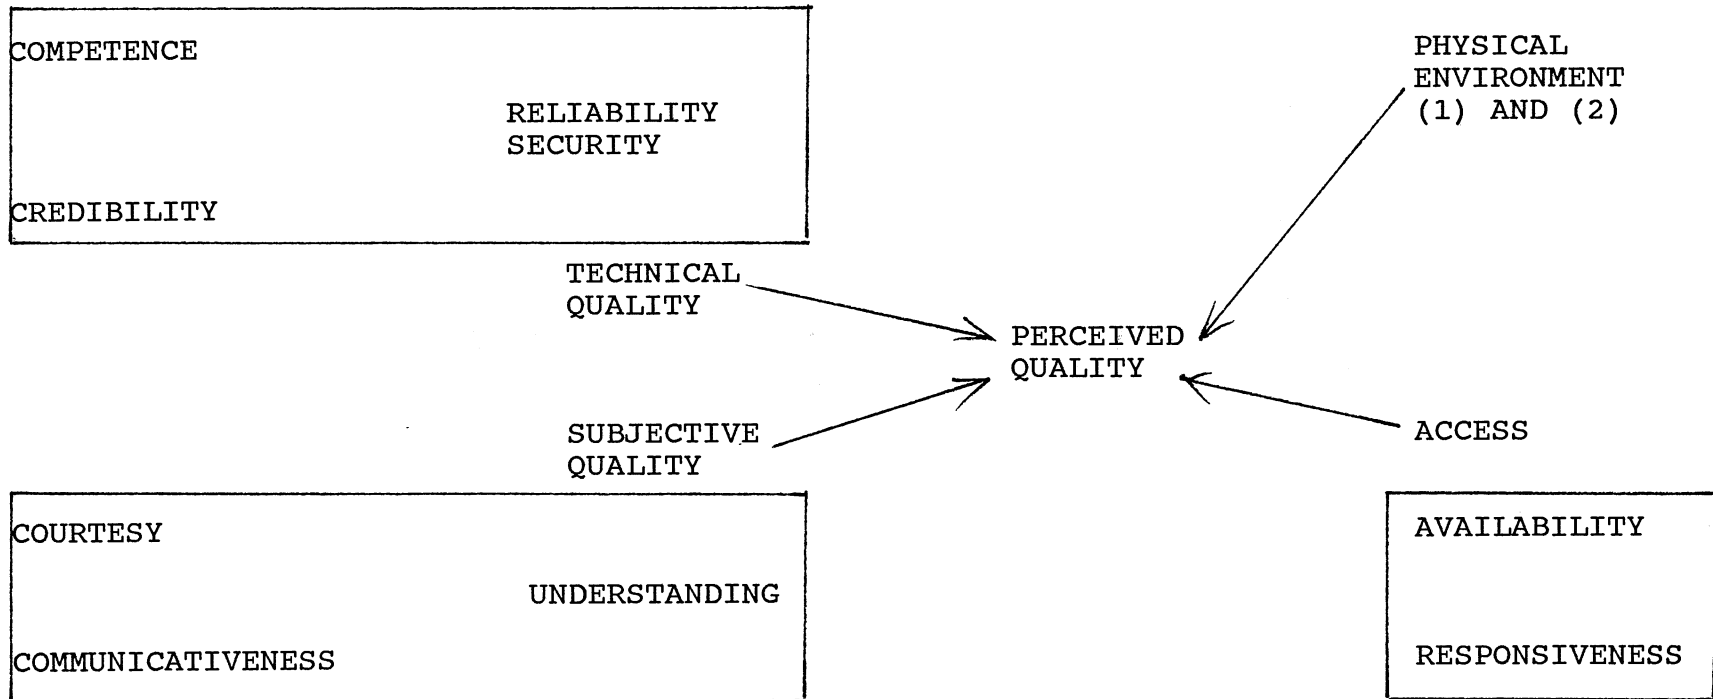 COMPETENCE
RELIABILITY
SECURITY
CREDIBILITY
TECHNICAL
QUALITY
SUBJECTIVE
QUALITY
COURTESY
UNDERSTANDING
COMMUNICATIVENESS
PERCEIVED
QUALITY
PHYSICAL
ENVIRONMENT
(1) AND (2)
ACCESS
AVAILABILITY
RESPONSIVENESS